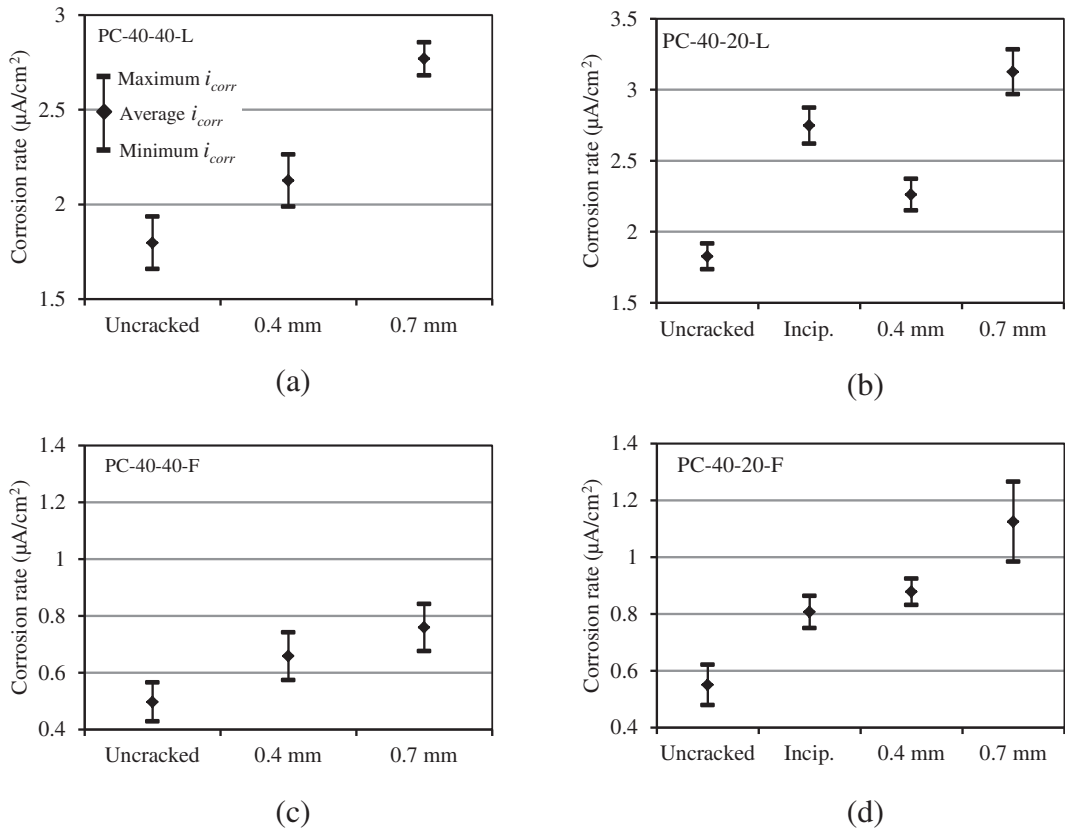 PC-40-40-L
Maximum i_corr
Average i_corr
Minimum i_corr
Corrosion rate (µA/cm²)
3
2.5
2
1.5
Uncracked 0.4 mm 0.7 mm
(a)
PC-40-20-L
Corrosion rate (µA/cm²)
3.5
3
2.5
2
1.5
Uncracked Incip. 0.4 mm 0.7 mm
(b)
PC-40-40-F
Corrosion rate (µA/cm²)
1.4
1.2
1
0.8
0.6
0.4
Uncracked 0.4 mm 0.7 mm
(c)
PC-40-20-F
Corrosion rate (µA/cm²)
1.4
1.2
1
0.8
0.6
0.4
Uncracked Incip. 0.4 mm 0.7 mm
(d)